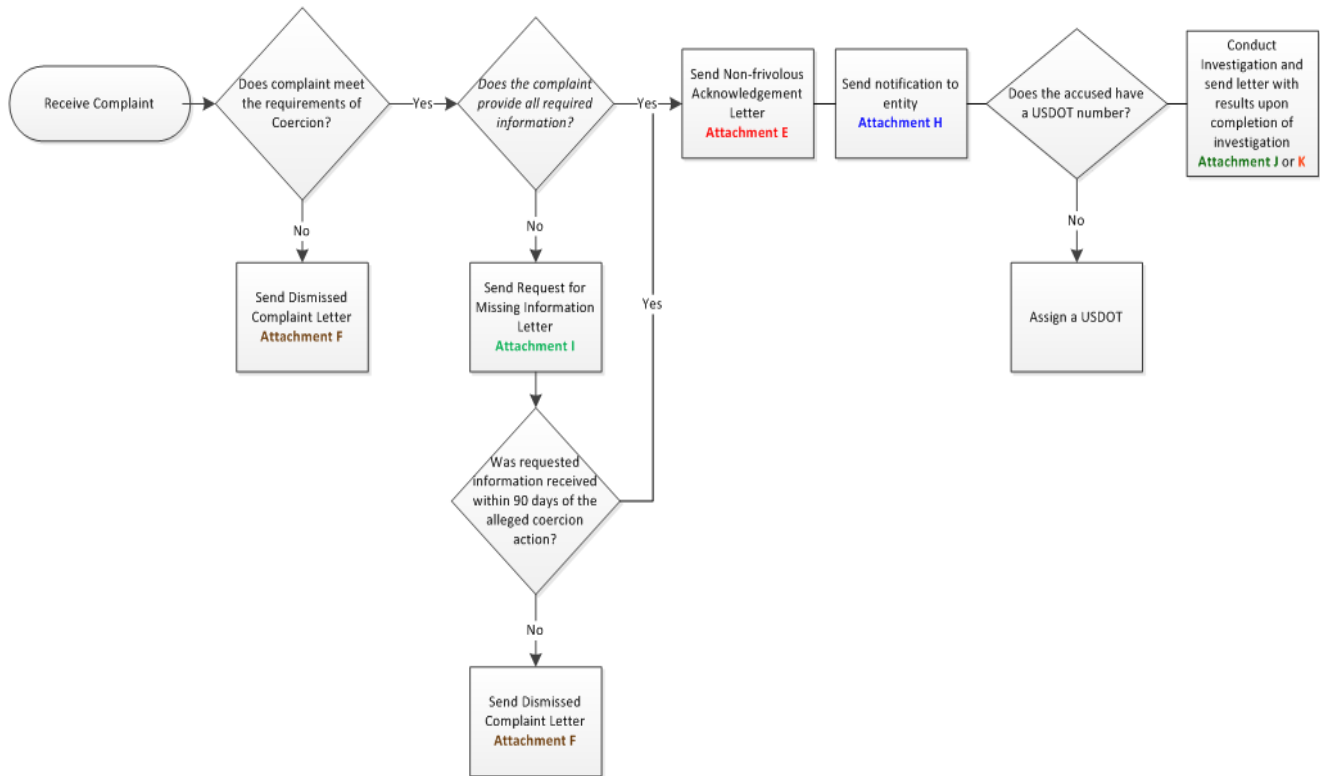 Receive Complaint
Does complaint meet
the requirements of
Coercion?
Yes
Does the complaint
provide all required
information?
Yes
Send Non-frivolous
Acknowledgement
Letter
Attachment E
Send notification to
entity
Attachment H
Does the accused have
a USDOT number?
Conduct
Investigation and
send letter with
results upon
completion of
investigation
Attachment J or K
No
No
No
Send Dismissed
Complaint Letter
Attachment F
Send Request for
Missing Information
Letter
Attachment I
Yes
Assign a USDOT
Was requested
information received
within 90 days of the
alleged coercion
action?
No
Send Dismissed
Complaint Letter
Attachment F